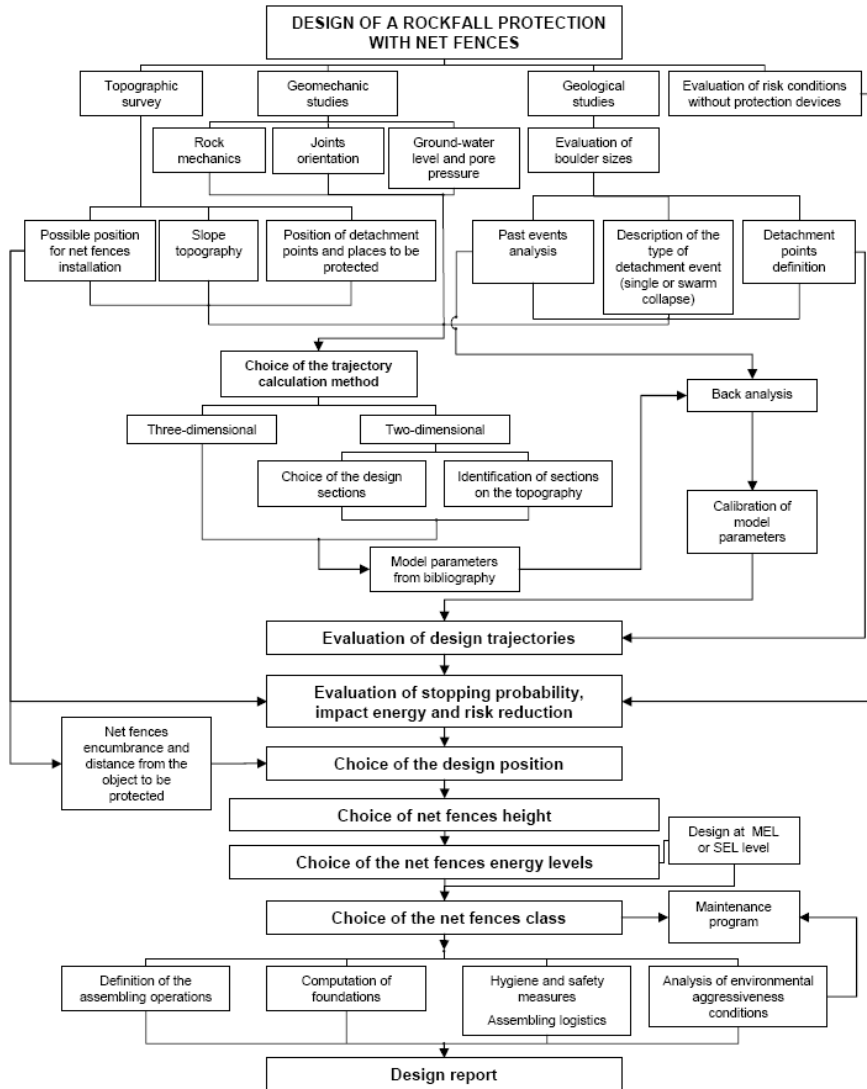 DESIGN OF A ROCKFALL PROTECTION
WITH NET FENCES
Topographic
survey
Geomechanic
studies
Geological
studies
Evaluation of risk conditions
without protection devices
Rock
mechanics
Joints
orientation
Ground-water
level and pore
pressure
Evaluation of
boulder sizes
Possible position
for net fences
installation
Slope
topography
Position of detachment
points and places to be
protected
Past events
analysis
Description of the
type of
detachment event
(single or swarm
collapse)
Detachment
points
definition
Choice of the trajectory
calculation method
Back analysis
Three-dimensional
Two-dimensional
Choice of the design
sections
Identification of sections
on the topography
Calibration of
model
parameters
Model parameters
from bibliography
Evaluation of design trajectories
Evaluation of stopping probability,
impact energy and risk reduction
Net fences
encumbrance and
distance from the
object to be
protected
Choice of the design position
Choice of net fences height
Design at MEL
or SEL level
Choice of the net fences energy levels
Choice of the net fences class
Maintenance
program
Definition of the
assembling operations
Computation of
foundations
Hygiene and safety
measures
Assembling logistics
Analysis of environmental
aggressiveness
conditions
Design report